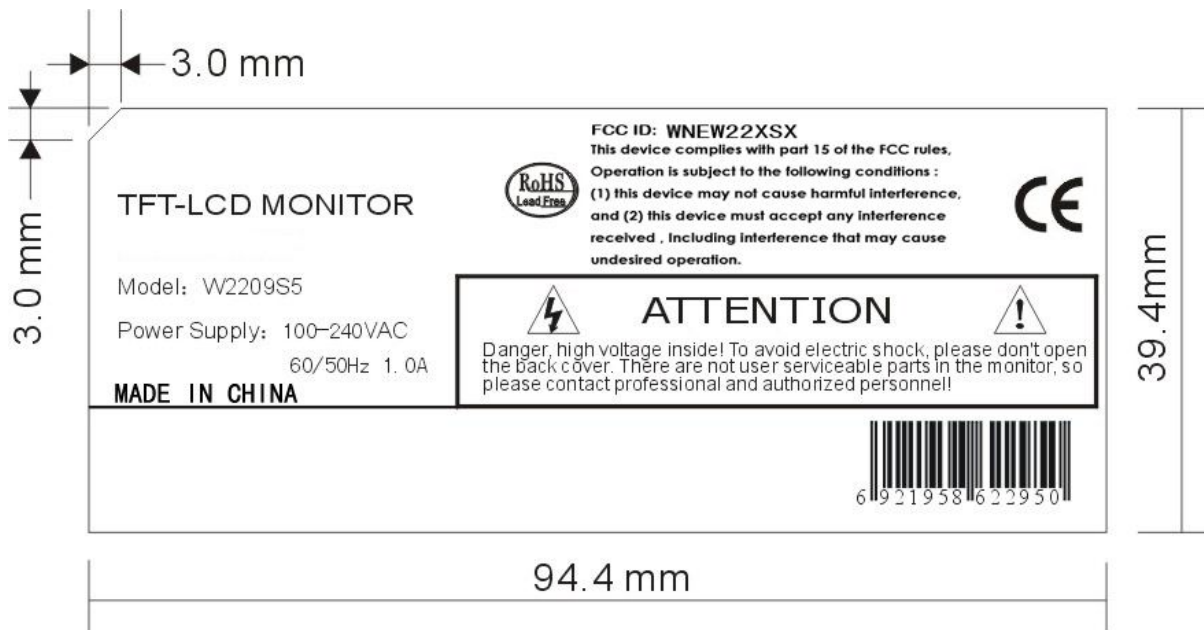 3.0 mm
3.0 mm
FCC ID: WNEW22XSX
This device complies with part 15 of the FCC rules,
Operation is subject to the following conditions :
(1) this device may not cause harmful interference,
and (2) this device must accept any interference
received , Including interference that may cause
undesired operation.
RoHS
Lead Free
CE
TFT-LCD MONITOR
Model: W2209S5
Power Supply: 100-240VAC
60/50Hz 1.0A
MADE IN CHINA
ATTENTION
Danger, high voltage inside! To avoid electric shock, please don't open
the back cover. There are not user serviceable parts in the monitor, so
please contact professional and authorized personnel!
6 921958 622950
39.4mm
94.4 mm